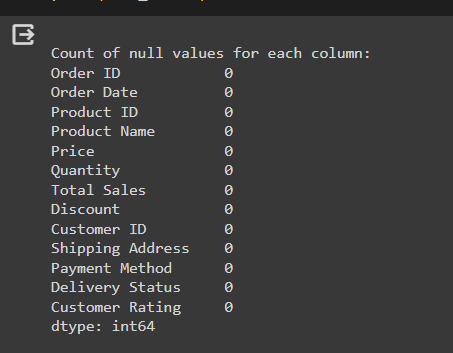 Count of null values for each column:
Order ID 0
Order Date 0
Product ID 0
Product Name 0
Price 0
Quantity 0
Total Sales 0
Discount 0
Customer ID 0
Shipping Address 0
Payment Method 0
Delivery Status 0
Customer Rating 0
dtype: int64